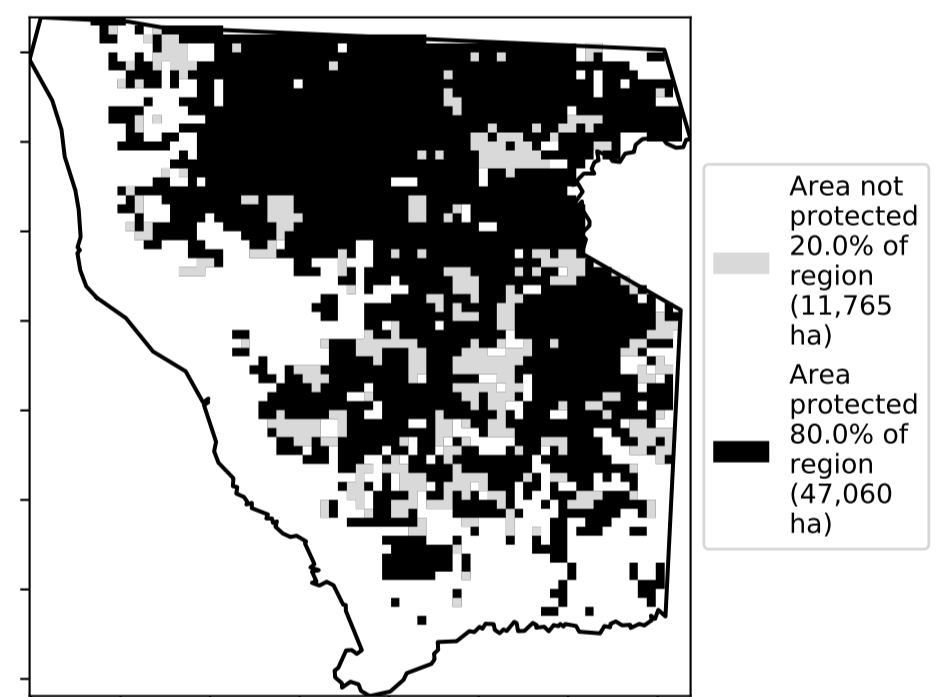 Area not
protected
20.0% of
region
(11,765
ha)
Area
protected
80.0% of
region
(47,060
ha)